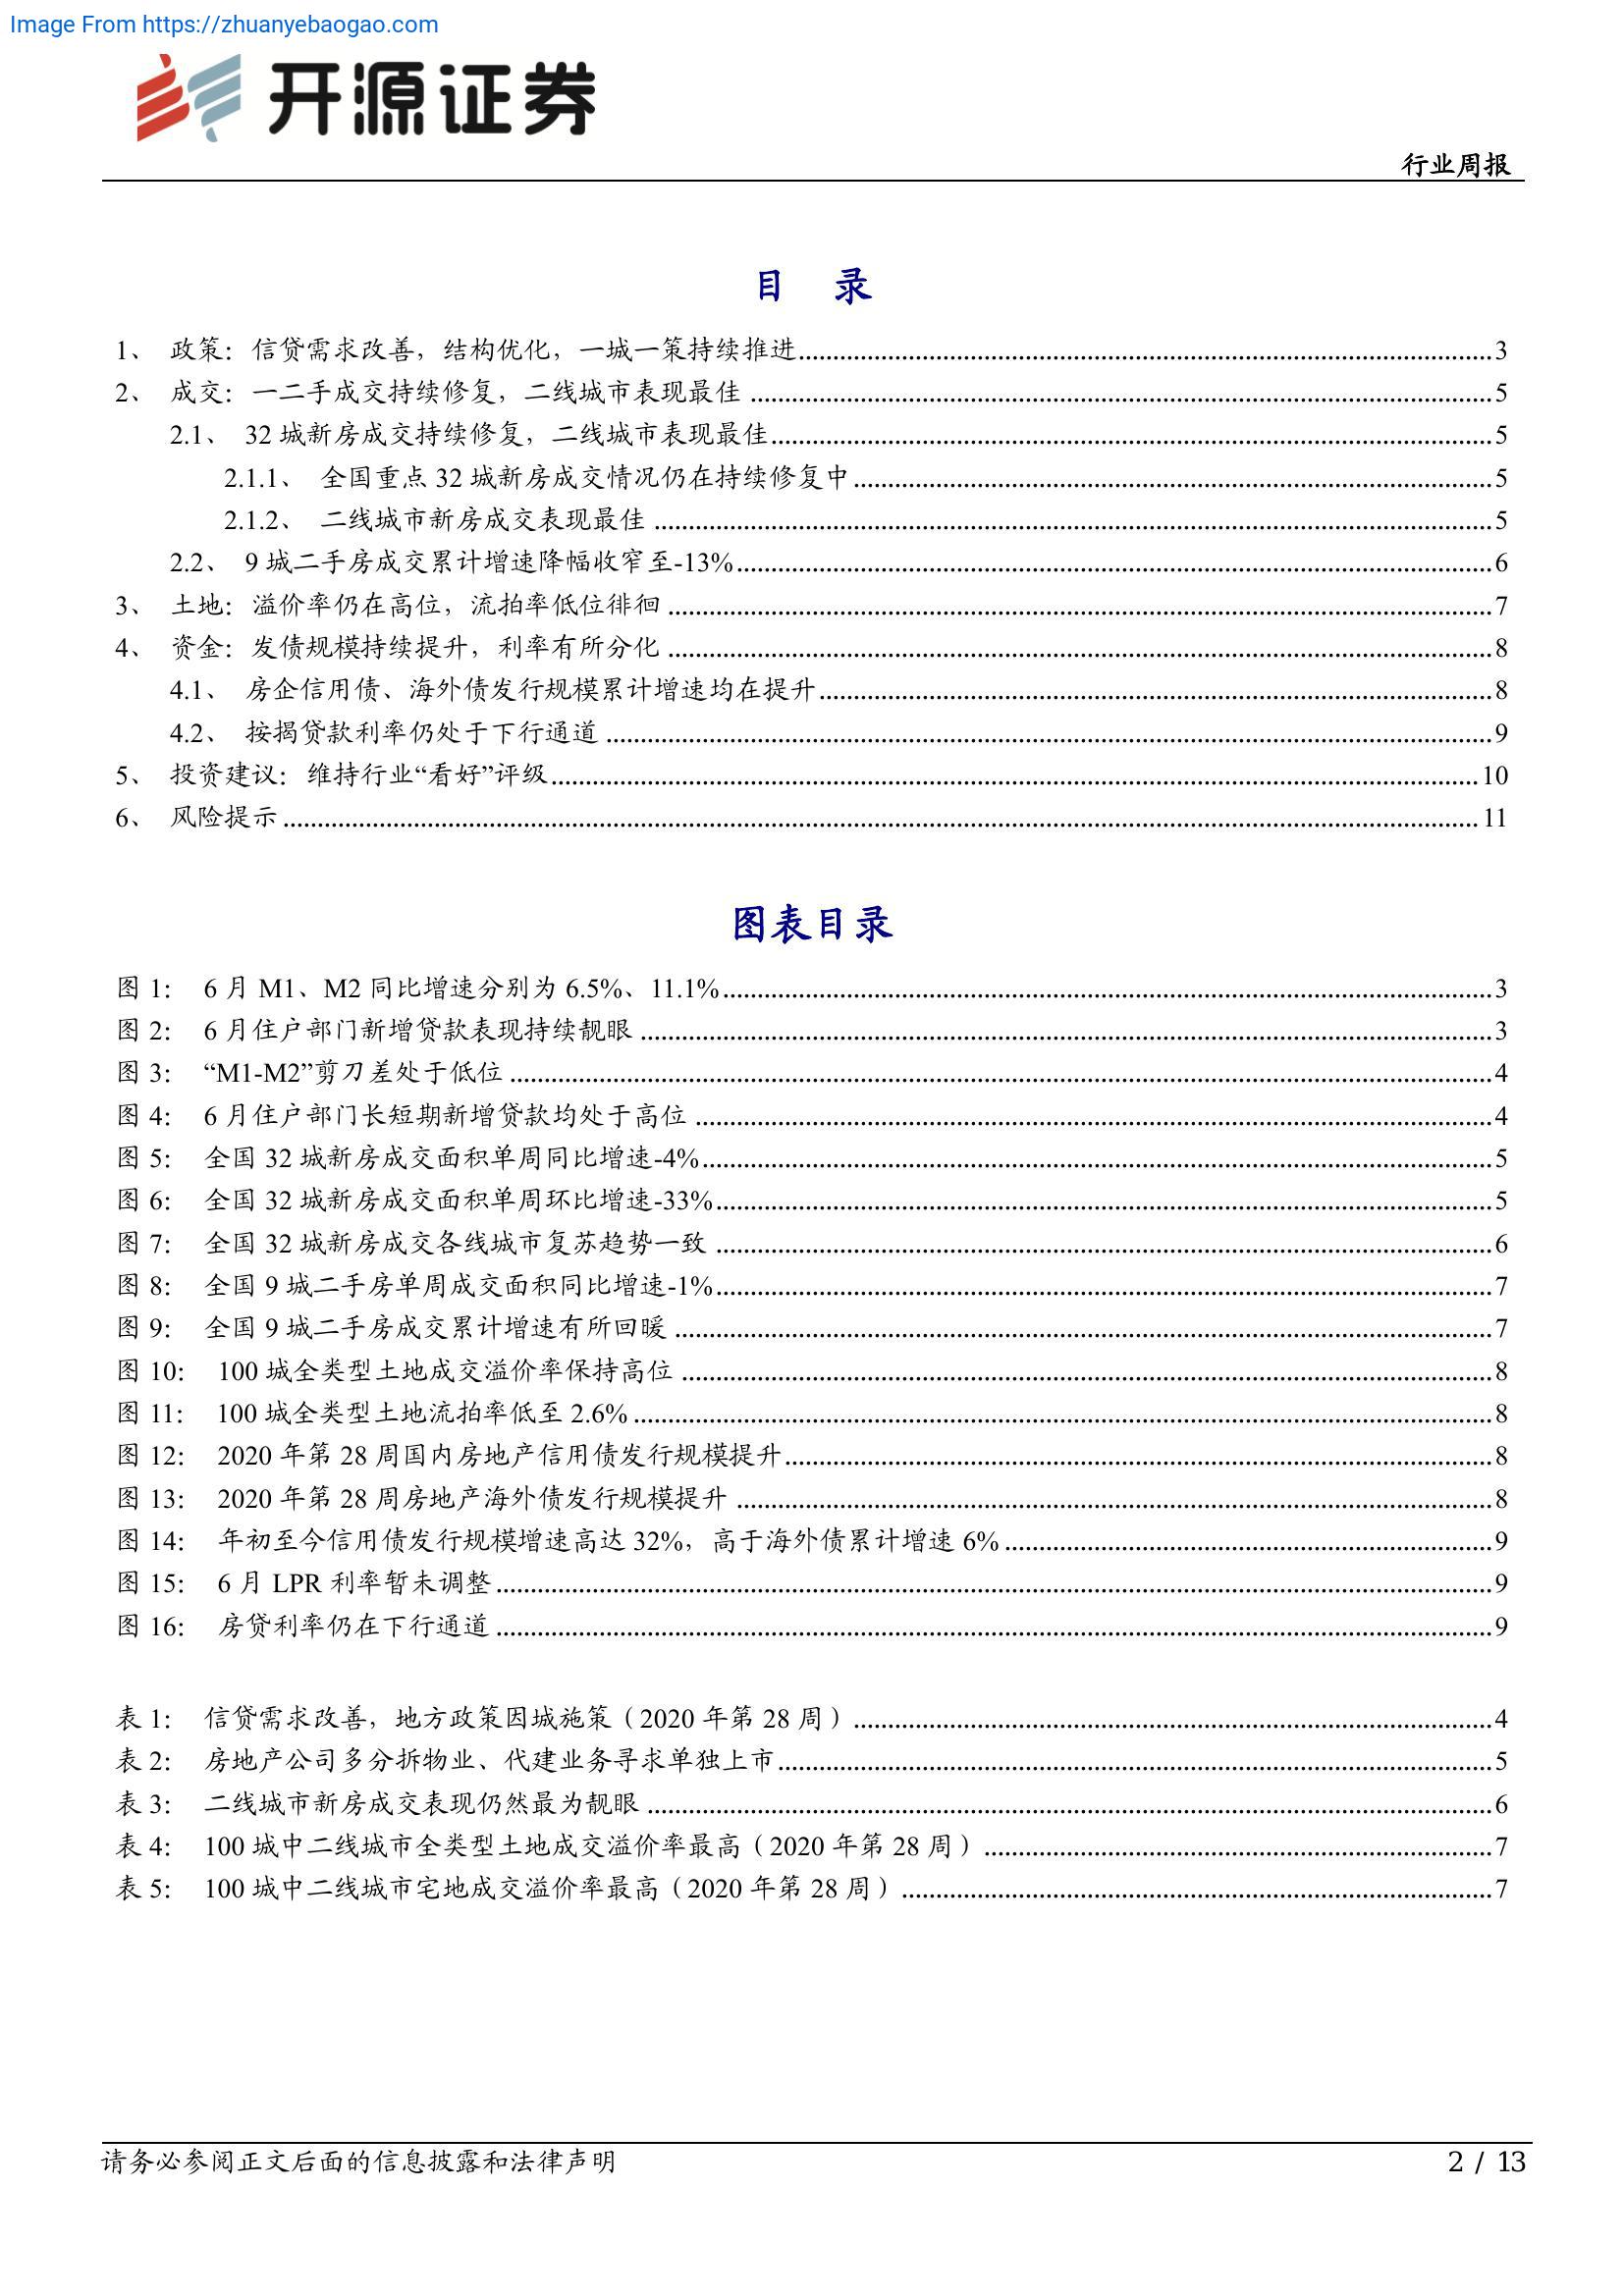 Image From https://zhuanyebaogao.com
开源证券
行业周报
目 录
1、 政策：信贷需求改善，结构优化，一城一策持续推进 3
2、 成交：一二手成交持续修复，二线城市表现最佳 5
2.1、 32 城新房成交持续修复，二线城市表现最佳 5
2.1.1、 全国重点 32 城新房成交情况仍在持续修复中 5
2.1.2、 二线城市新房成交表现最佳 5
2.2、 9 城二手房成交累计增速降幅收窄至-13% 6
3、 土地：溢价率仍在高位，流拍率低位徘徊 7
4、 资金：发债规模持续提升，利率有所分化 8
4.1、 房企信用债、海外债发行规模累计增速均在提升 8
4.2、 按揭贷款利率仍处于下行通道 9
5、 投资建议：维持行业“看好”评级 10
6、 风险提示 11
图表目录
图 1： 6 月 M1、M2 同比增速分别为 6.5%、11.1% 3
图 2： 6 月住户部门新增贷款表现持续靓眼 3
图 3： “M1-M2”剪刀差处于低位 4
图 4： 6 月住户部门长短期新增贷款均处于高位 4
图 5： 全国 32 城新房成交面积单周同比增速-4% 5
图 6： 全国 32 城新房成交面积单周环比增速-33% 5
图 7： 全国 32 城新房成交各线城市复苏趋势一致 6
图 8： 全国 9 城二手房单周成交面积同比增速-1% 7
图 9： 全国 9 城二手房成交累计增速有所回暖 7
图 10： 100 城全类型土地成交溢价率保持高位 8
图 11： 100 城全类型土地流拍率低至 2.6% 8
图 12： 2020 年第 28 周国内房地产信用债发行规模提升 8
图 13： 2020 年第 28 周房地产海外债发行规模提升 8
图 14： 年初至今信用债发行规模增速高达 32%，高于海外债累计增速 6% 9
图 15： 6 月 LPR 利率暂未调整 9
图 16： 房贷利率仍在下行通道 9
表 1： 信贷需求改善，地方政策因城施策（2020 年第 28 周） 4
表 2： 房地产公司多分拆物业、代建业务寻求单独上市 5
表 3： 二线城市新房成交表现仍然最为靓眼 6
表 4： 100 城中二线城市全类型土地成交溢价率最高（2020 年第 28 周） 7
表 5： 100 城中二线城市宅地成交溢价率最高（2020 年第 28 周） 7
请务必参阅正文后面的信息披露和法律声明
2 / 13